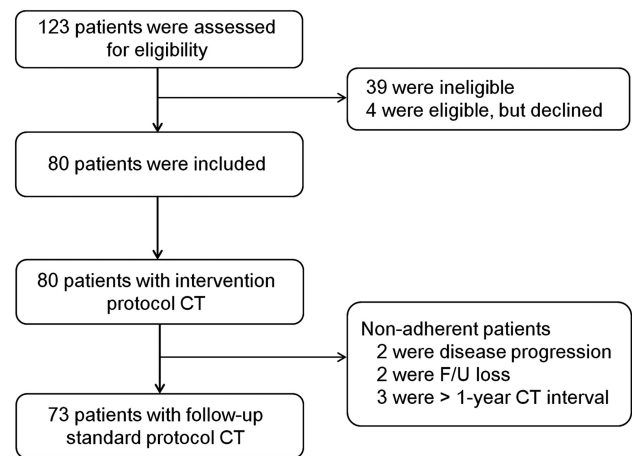 123 patients were assessed
for eligibility
39 were ineligible
4 were eligible, but declined
80 patients were included
80 patients with intervention
protocol CT
Non-adherent patients
2 were disease progression
2 were F/U loss
3 were > 1-year CT interval
73 patients with follow-up
standard protocol CT